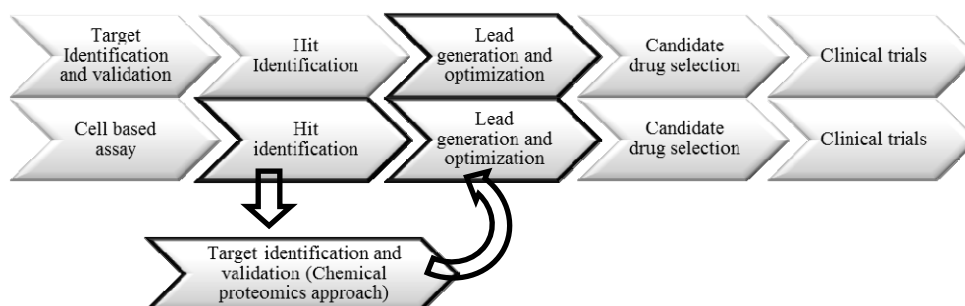 Target
Identification
and validation
Hit
Identification
Lead
generation and
optimization
Candidate
drug selection
Clinical trials
Cell based
assay
Hit
identification
Lead
generation and
optimization
Candidate
drug selection
Clinical trials
Target identification and
validation (Chemical
proteomics approach)